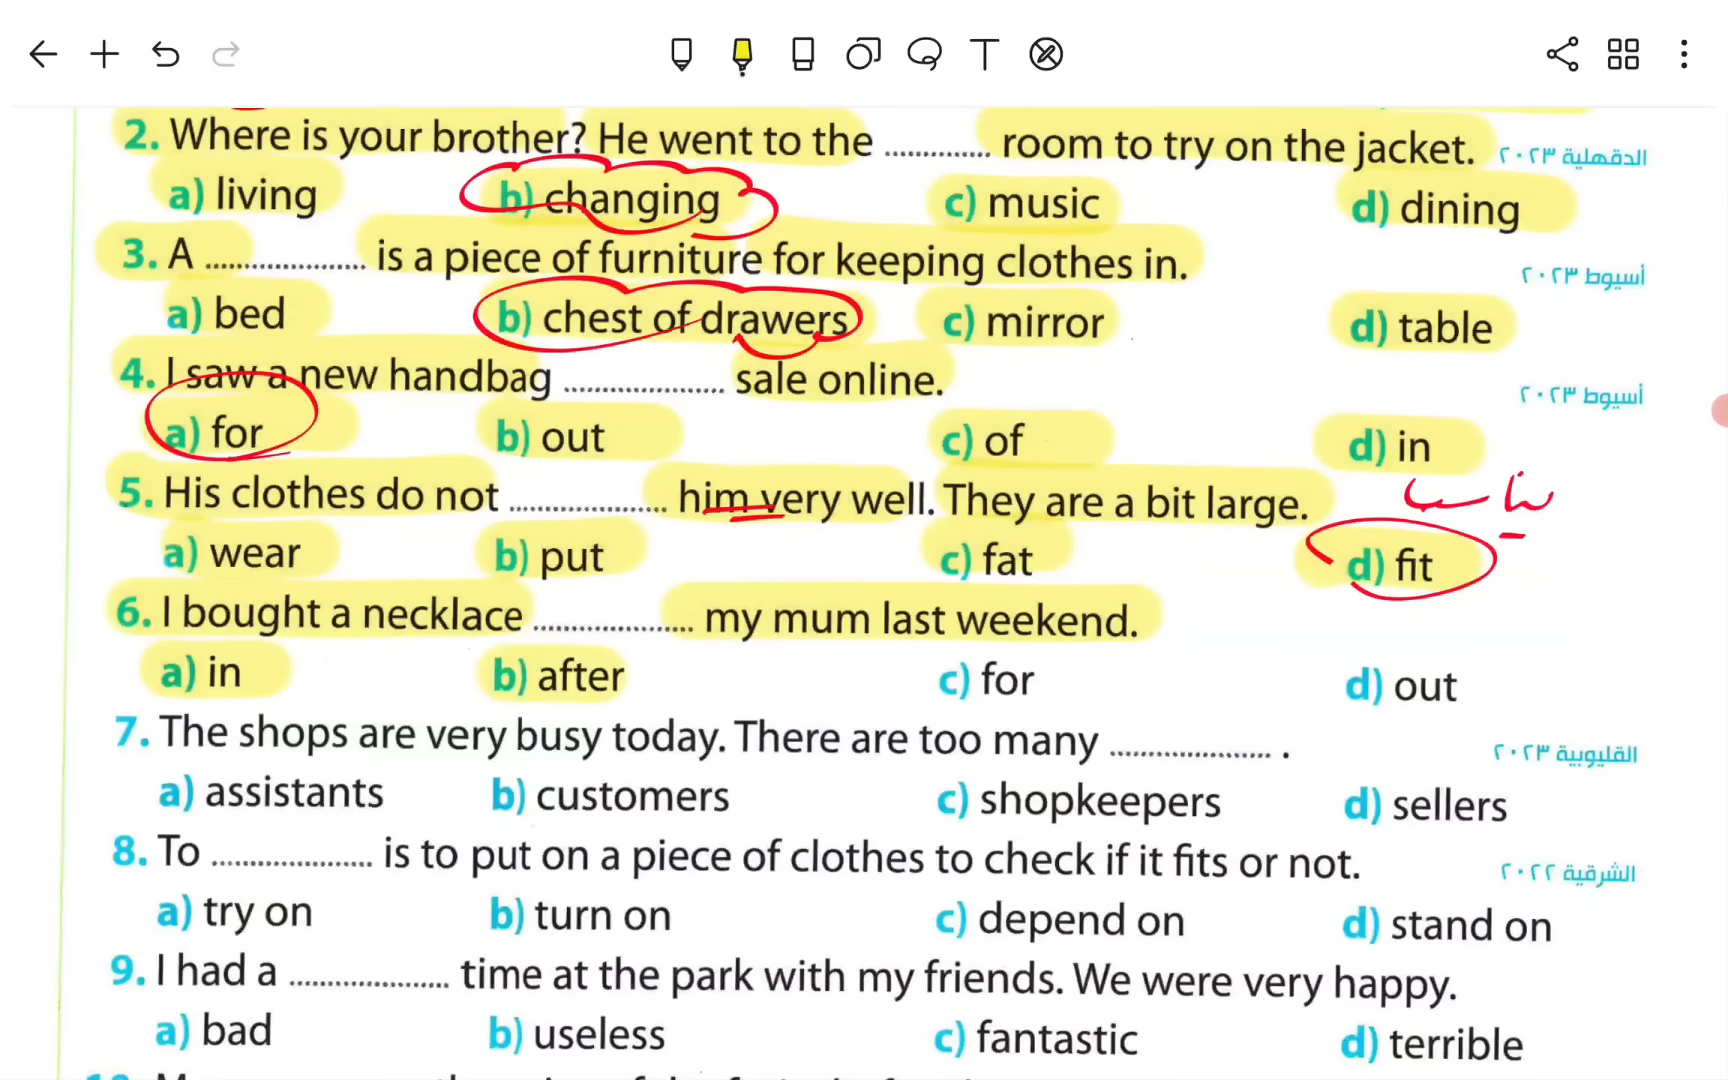 2. Where is your brother? He went to the .............. room to try on the jacket. الدقهلية ٢٠٢٣
a) living b) changing c) music d) dining
3. A ..................... is a piece of furniture for keeping clothes in. أسيوط ٢٠٢٣
a) bed b) chest of drawers c) mirror d) table
4. I saw a new handbag ..................... sale online. أسيوط ٢٠٢٣
a) for b) out c) of d) in
5. His clothes do not ..................... him very well. They are a bit large.
يناسب
a) wear b) put c) fat d) fit
6. I bought a necklace ..................... my mum last weekend.
a) in b) after c) for d) out
7. The shops are very busy today. There are too many ..................... . القليوبية ٢٠٢٣
a) assistants b) customers c) shopkeepers d) sellers
8. To ..................... is to put on a piece of clothes to check if it fits or not. الشرقية ٢٠٢٢
a) try on b) turn on c) depend on d) stand on
9. I had a ..................... time at the park with my friends. We were very happy.
a) bad b) useless c) fantastic d) terrible